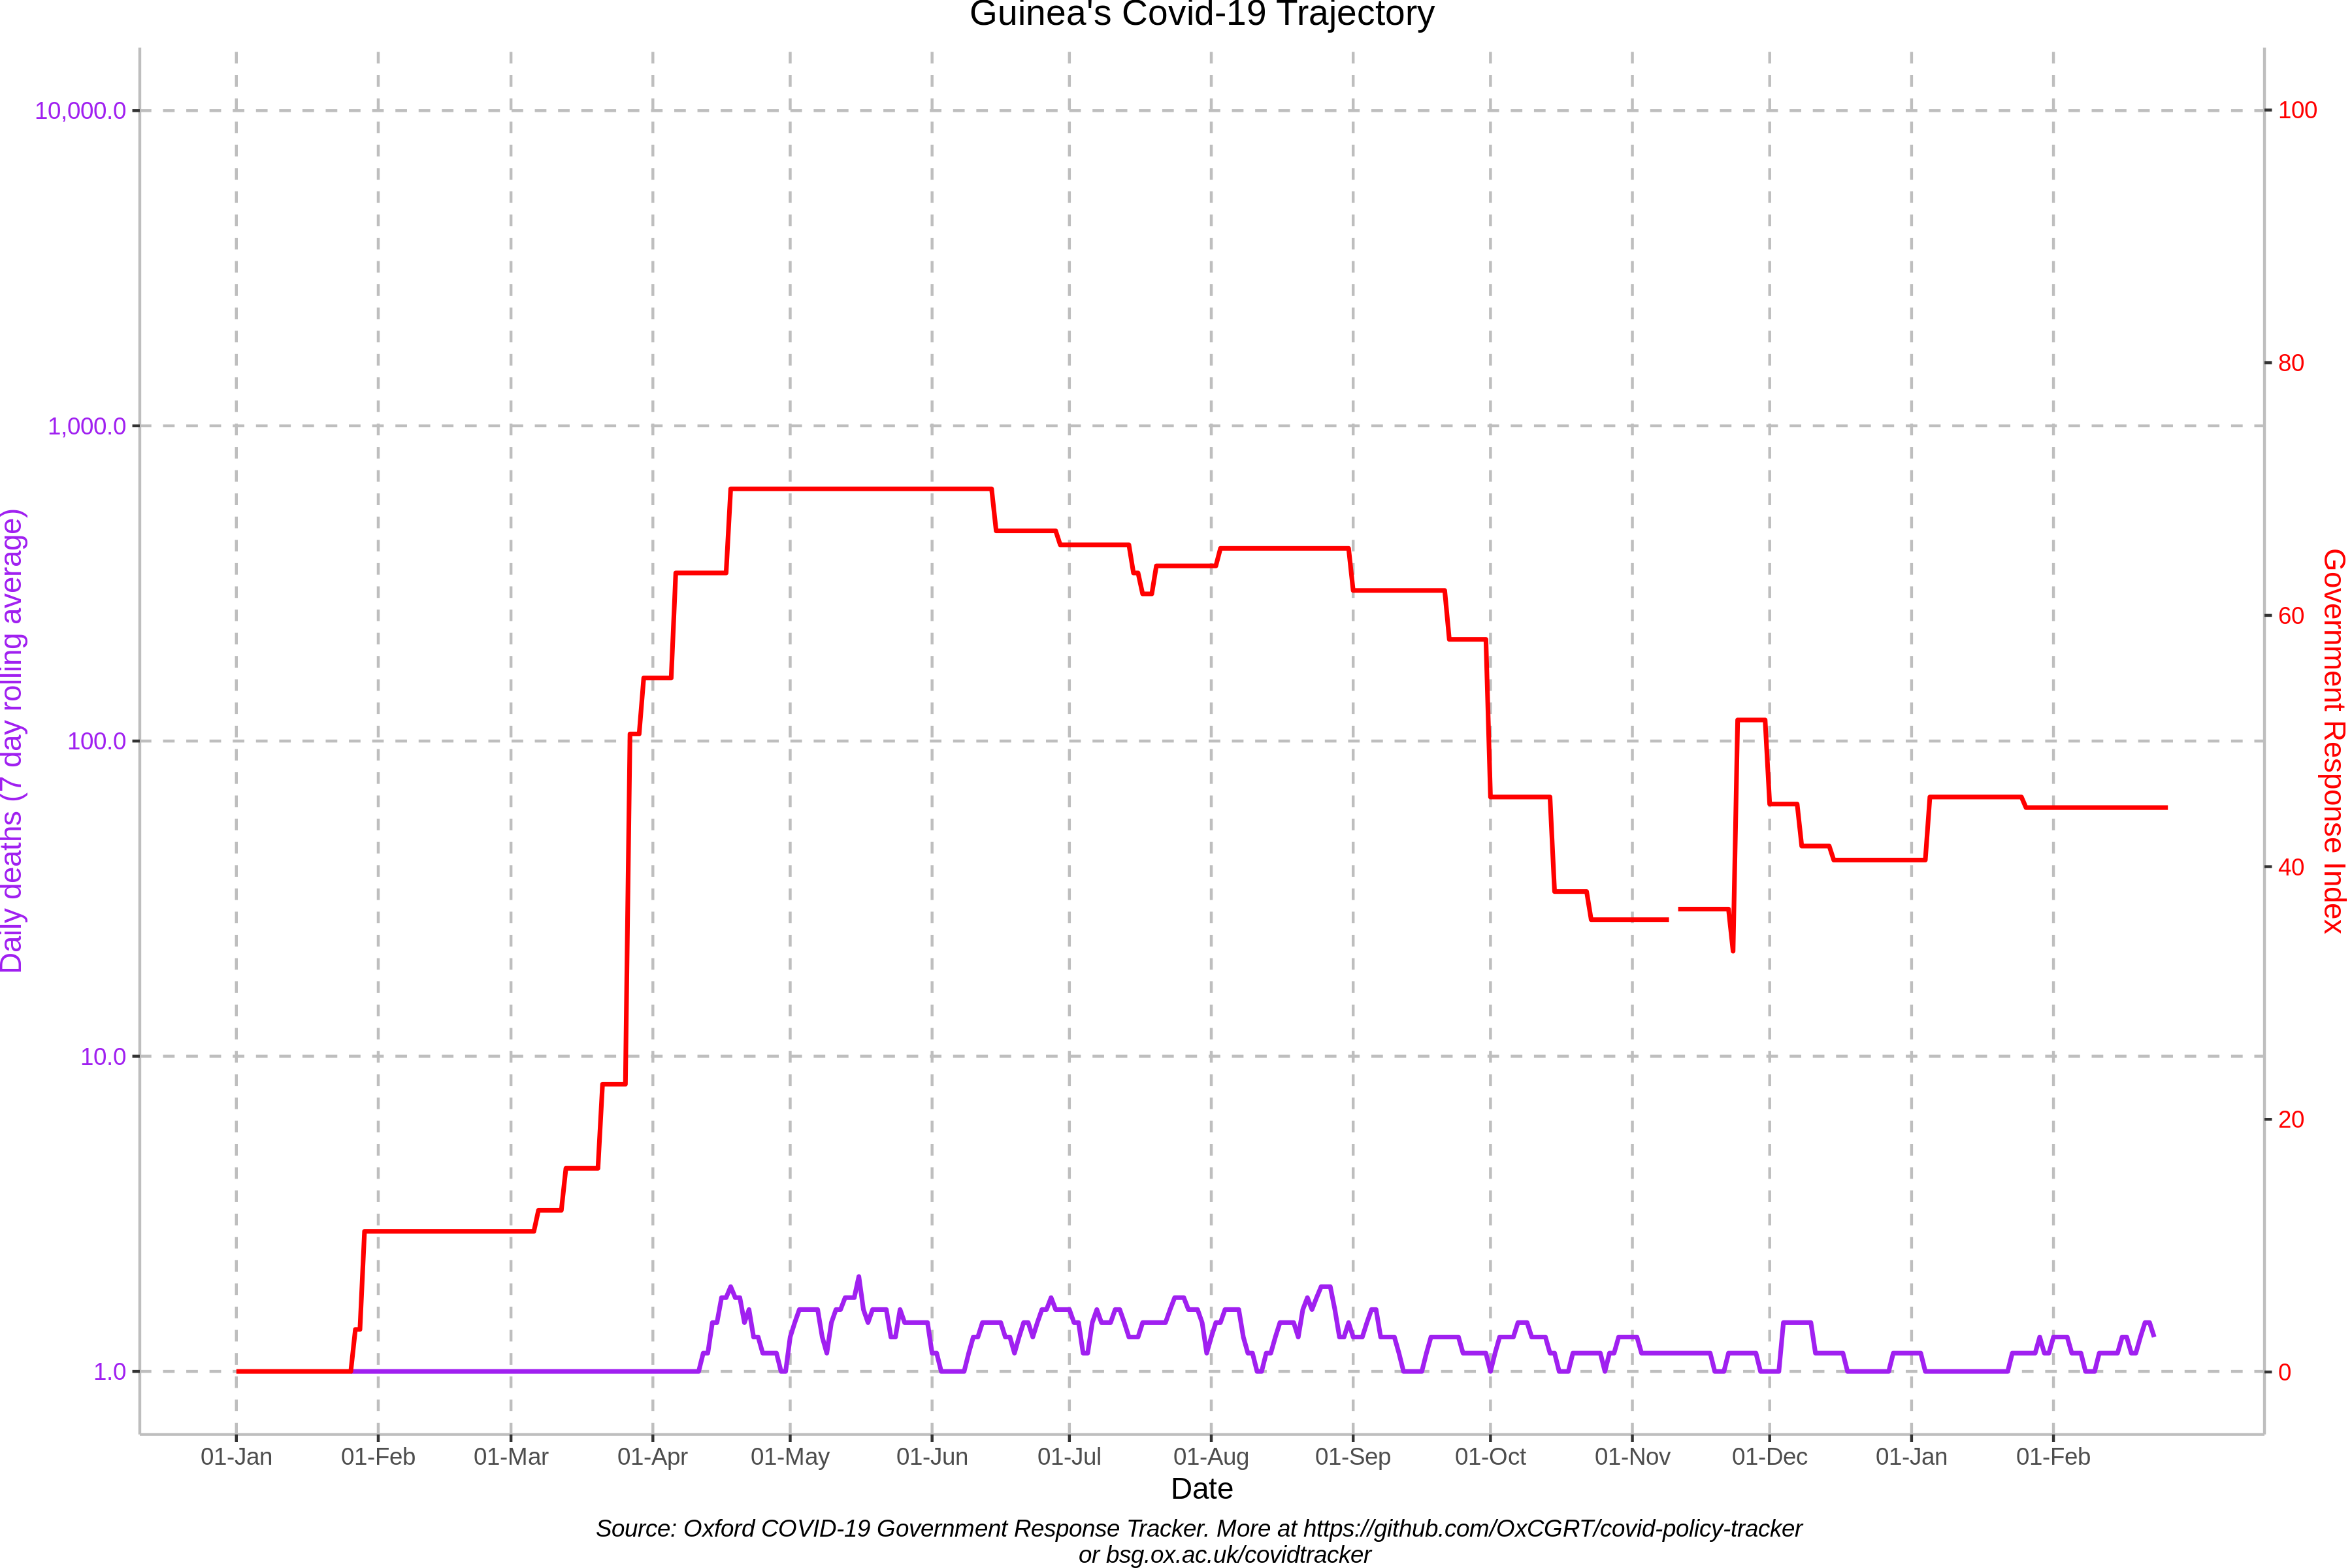 Guinea's Covid-19 Trajectory
10,000.0
1,000.0
100.0
10.0
1.0
Daily deaths (7 day rolling average)
100
80
60
40
20
0
Government Response Index
01-Jan 01-Feb 01-Mar 01-Apr 01-May 01-Jun 01-Jul 01-Aug 01-Sep 01-Oct 01-Nov 01-Dec 01-Jan 01-Feb
Date
Source: Oxford COVID-19 Government Response Tracker. More at https://github.com/OxCGRT/covid-policy-tracker
or bsg.ox.ac.uk/covidtracker